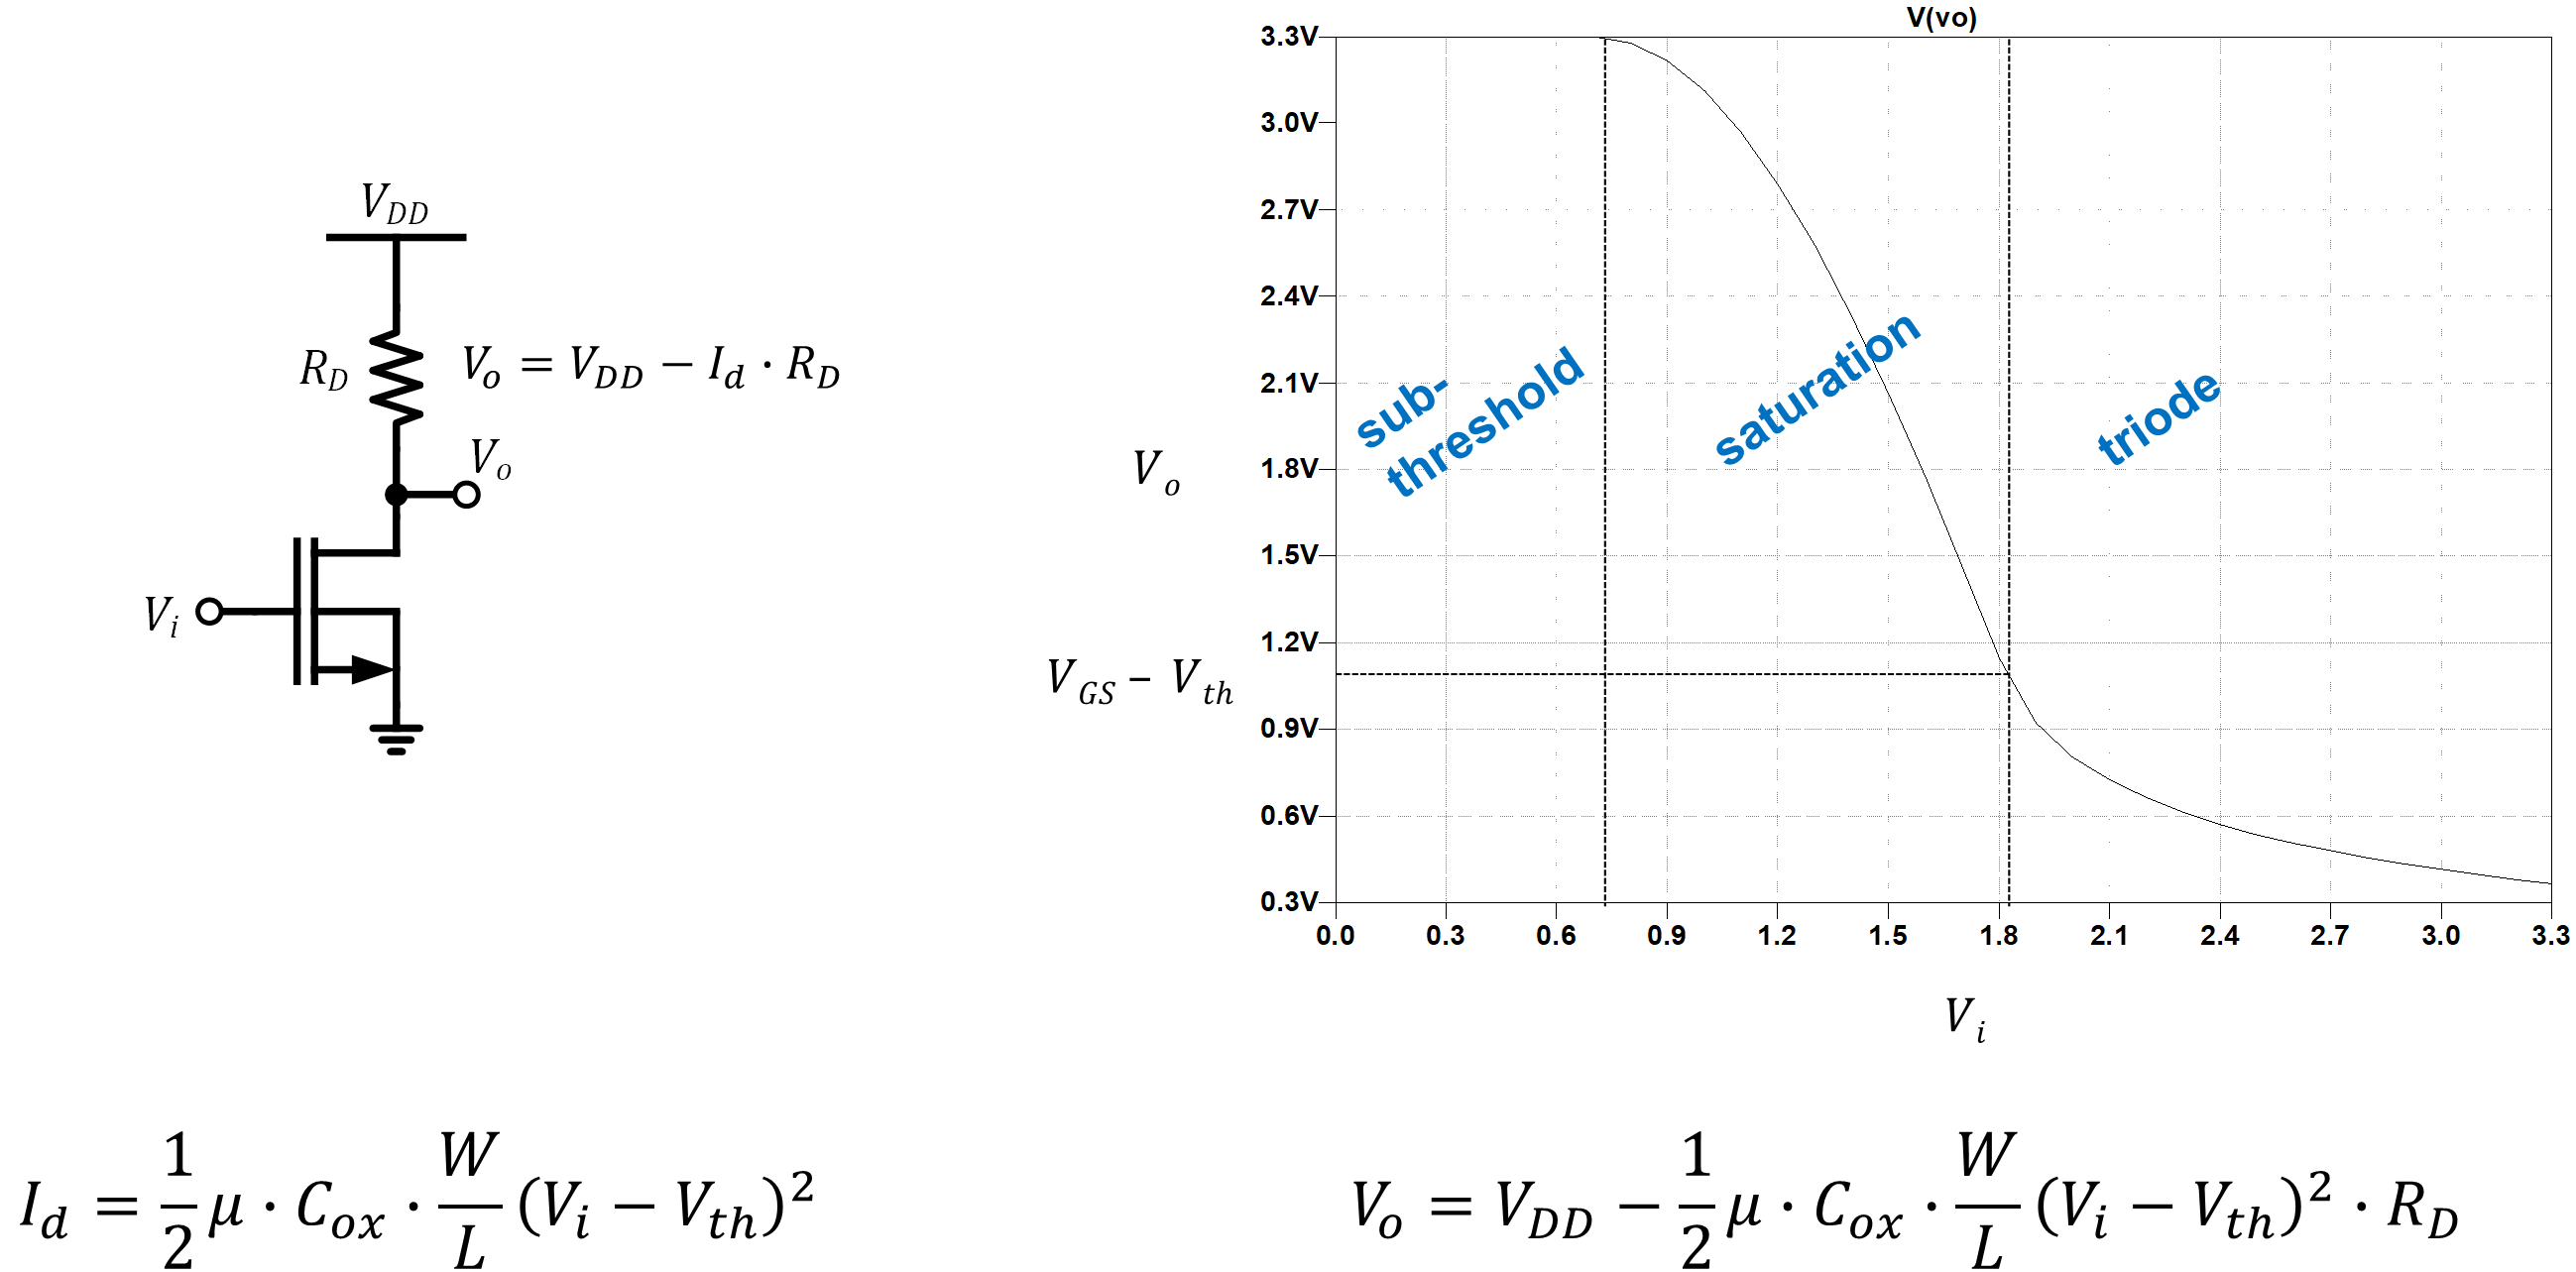 V_DD
R_D
V_o = V_DD − I_d · R_D
V_o
V_i
V(vo)
3.3V
3.0V
2.7V
2.4V
2.1V
1.8V
1.5V
1.2V
0.9V
0.6V
0.3V
V_o
V_GS – V_th
sub-
threshold
saturation
triode
0.0 0.3 0.6 0.9 1.2 1.5 1.8 2.1 2.4 2.7 3.0 3.3
V_i
I_d = 1/2 μ · C_ox · W/L (V_i − V_th)²
V_o = V_DD − 1/2 μ · C_ox · W/L (V_i − V_th)² · R_D